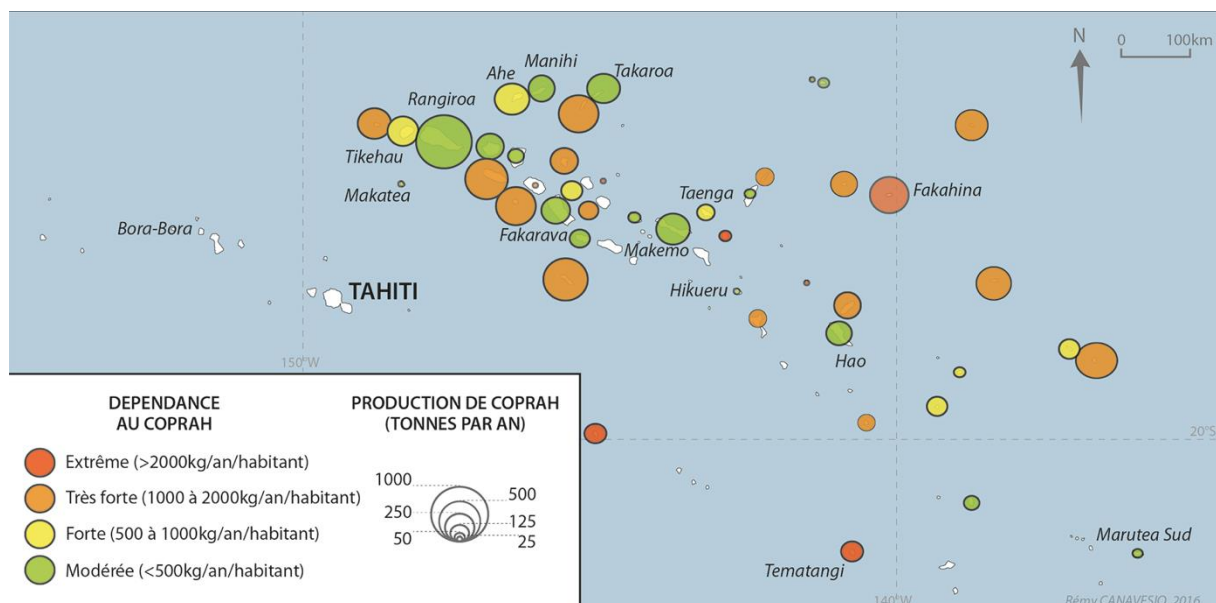 N
0 100km
Manihi
Ahe
Takaroa
Rangiroa
Tikehau
Makatea
Taenga
Fakahina
Bora-Bora
Fakarava
Makemo
TAHITI
Hikueru
150°W
Hao
DEPENDANCE
AU COPRAH
Extrême (>2000kg/an/habitant)
Très forte (1000 à 2000kg/an/habitant)
Forte (500 à 1000kg/an/habitant)
Modérée (<500kg/an/habitant)
PRODUCTION DE COPRAH
(TONNES PAR AN)
1000
500
250
125
50
25
20°S
Marutea Sud
Tematangi
140°W
Rémy CANAVESIO, 2016